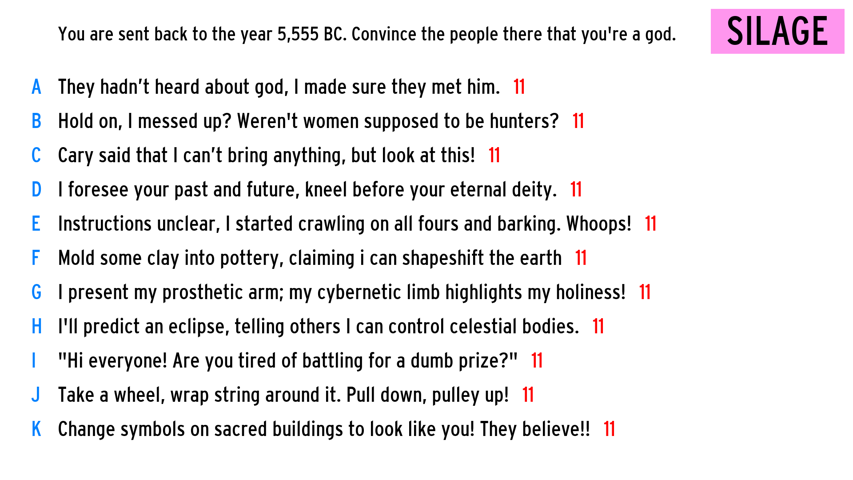 You are sent back to the year 5,555 BC. Convince the people there that you're a god.
SILAGE
A They hadn’t heard about god, I made sure they met him. 11
B Hold on, I messed up? Weren't women supposed to be hunters? 11
C Cary said that I can’t bring anything, but look at this! 11
D I foresee your past and future, kneel before your eternal deity. 11
E Instructions unclear, I started crawling on all fours and barking. Whoops! 11
F Mold some clay into pottery, claiming i can shapeshift the earth 11
G I present my prosthetic arm; my cybernetic limb highlights my holiness! 11
H I'll predict an eclipse, telling others I can control celestial bodies. 11
I "Hi everyone! Are you tired of battling for a dumb prize?" 11
J Take a wheel, wrap string around it. Pull down, pulley up! 11
K Change symbols on sacred buildings to look like you! They believe!! 11